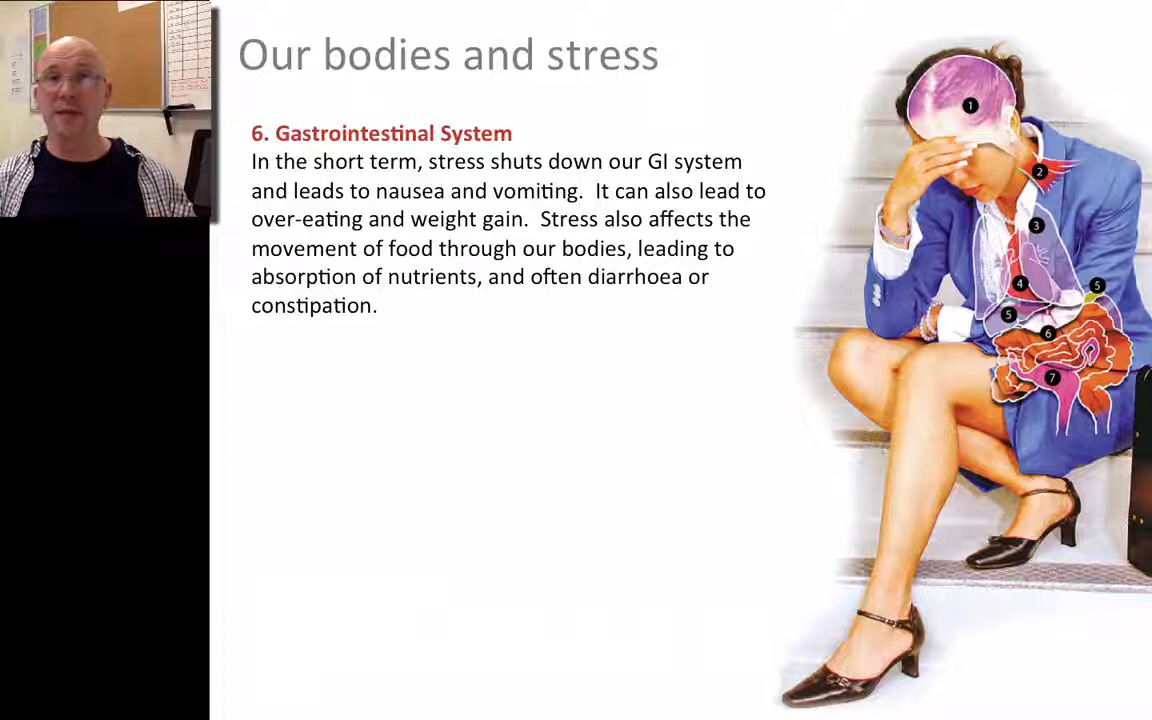 Our bodies and stress
6. Gastrointestinal System
In the short term, stress shuts down our GI system
and leads to nausea and vomiting.  It can also lead to
over-eating and weight gain.  Stress also affects the
movement of food through our bodies, leading to
absorption of nutrients, and often diarrhoea or
constipation.
1
2
3
4
5
5
6
7